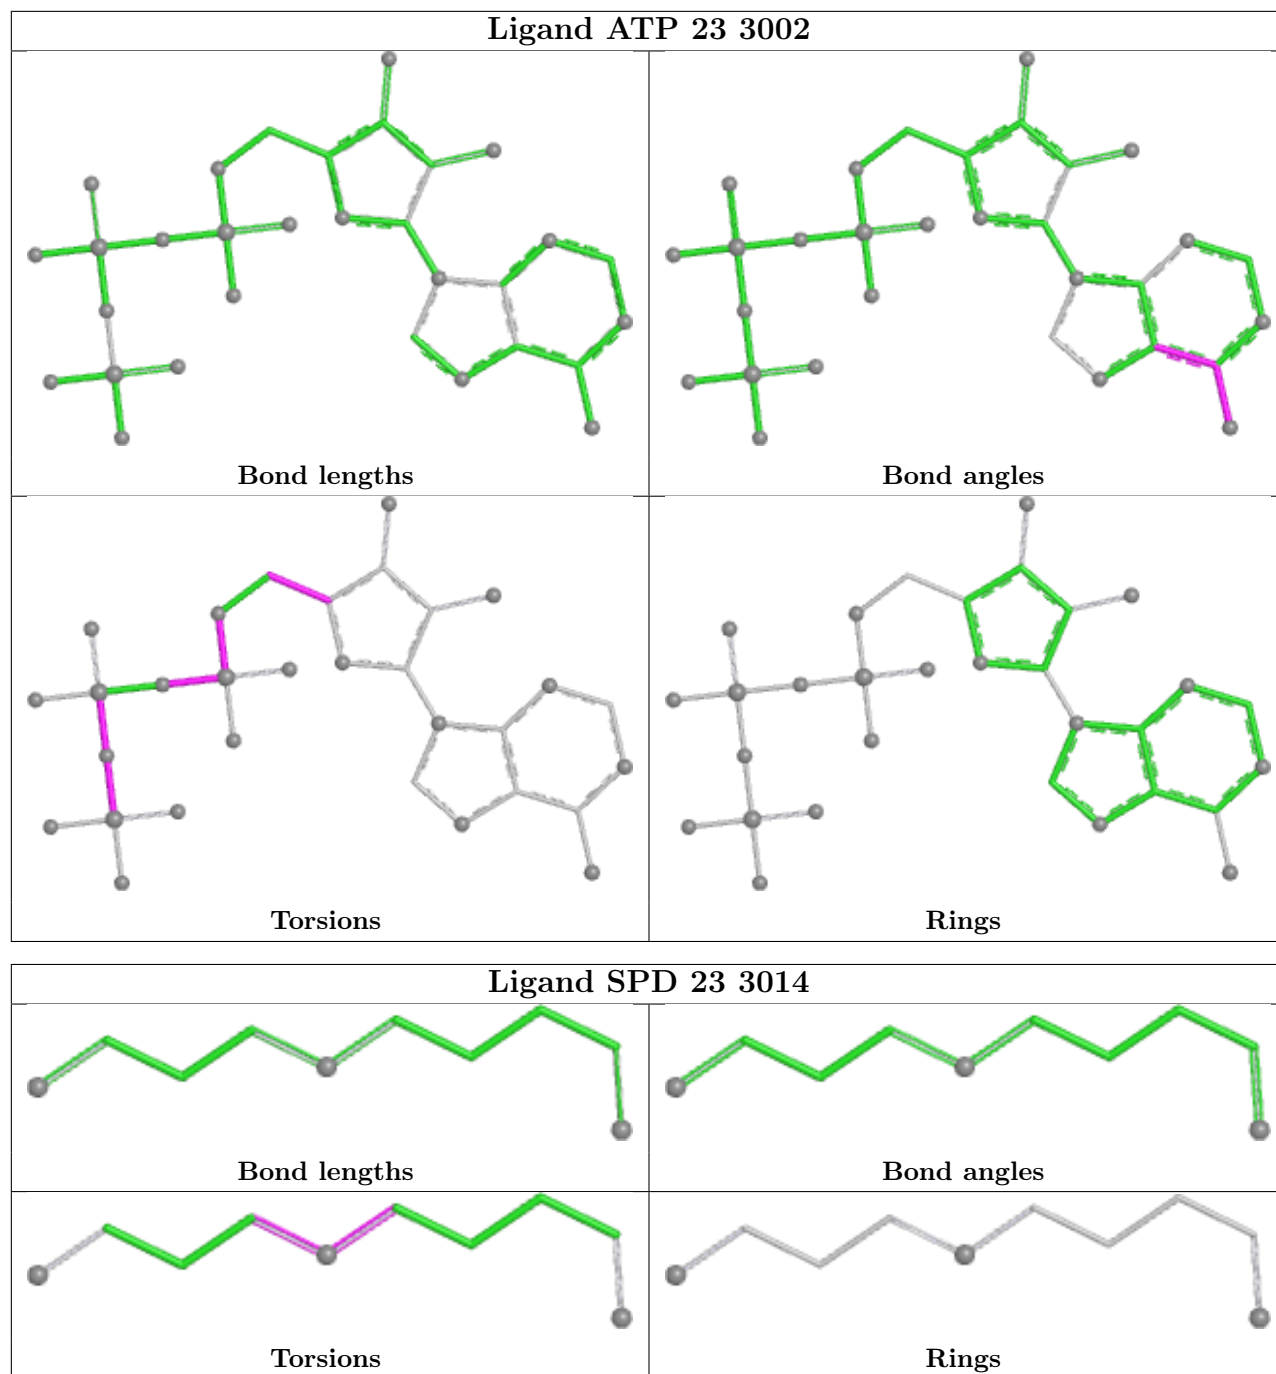 Ligand ATP 23 3002
Bond lengths
Bond angles
Torsions
Rings
Ligand SPD 23 3014
Bond lengths
Bond angles
Torsions
Rings